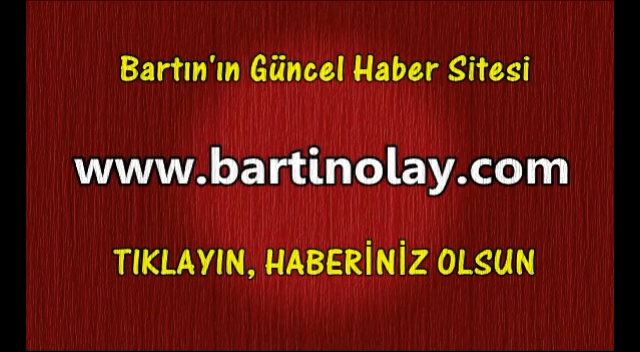 Bartın'ın Güncel Haber Sitesi
www.bartinolay.com
TIKLAYIN, HABERİNİZ OLSUN